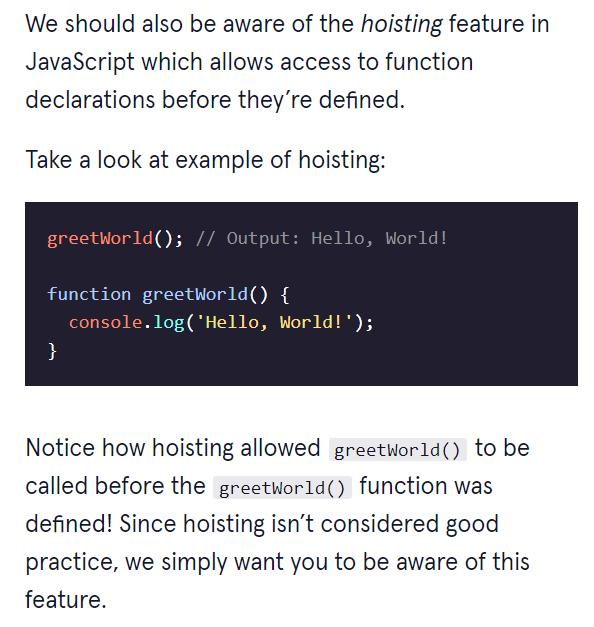 We should also be aware of the hoisting feature in
JavaScript which allows access to function
declarations before they’re defined.
Take a look at example of hoisting:
greetWorld(); // Output: Hello, World!
function greetWorld() {
  console.log('Hello, World!');
}
Notice how hoisting allowed greetWorld() to be
called before the greetWorld() function was
defined! Since hoisting isn’t considered good
practice, we simply want you to be aware of this
feature.